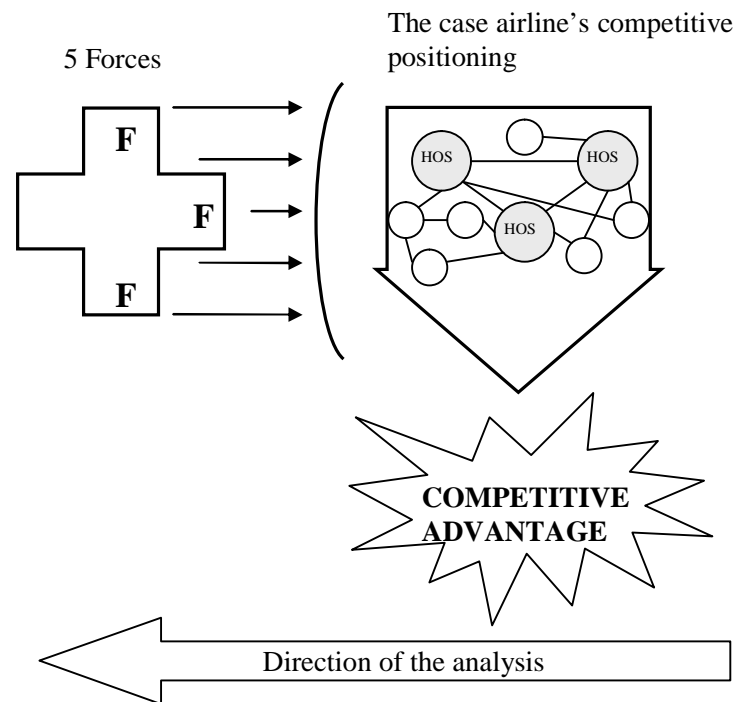 The case airline's competitive
positioning
5 Forces
F
F
F
HOS
HOS
HOS
COMPETITIVE
ADVANTAGE
Direction of the analysis